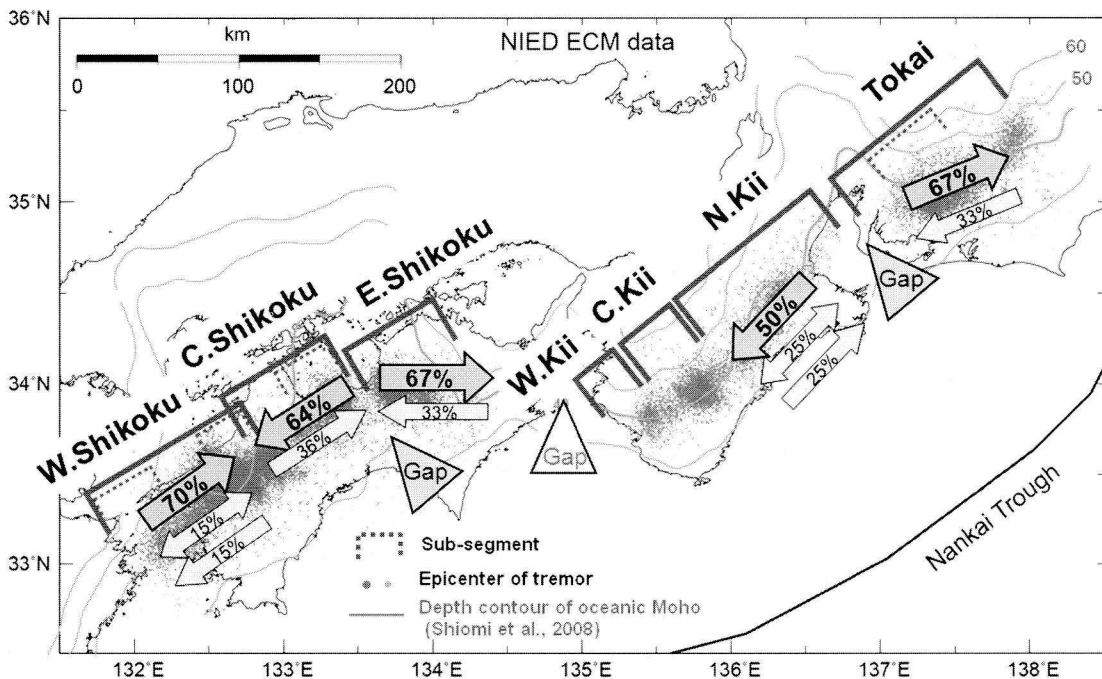 36°N
35°N
34°N
33°N
km
0 100 200
NIED ECM data
60
50
Tokai
N.Kii
C.Kii
W.Kii
E.Shikoku
C.Shikoku
W.Shikoku
67%
33%
Gap
50%
25%
25%
67%
33%
Gap
64%
36%
Gap
70%
15%
15%
Sub-segment
Epicenter of tremor
Depth contour of oceanic Moho
(Shiomi et al., 2008)
Nankai Trough
132°E 133°E 134°E 135°E 136°E 137°E 138°E